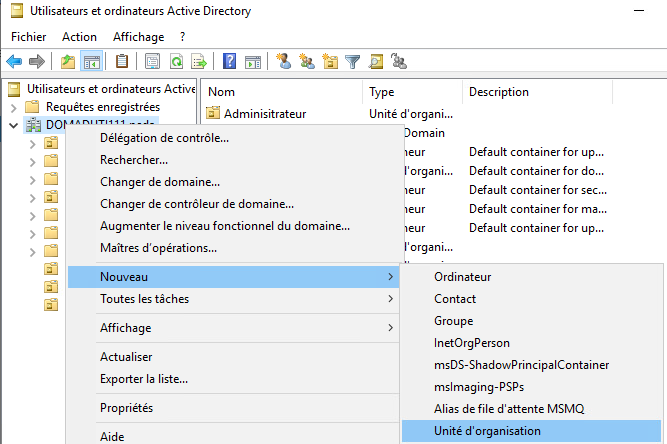 Utilisateurs et ordinateurs Active Directory
Fichier Action Affichage ?
Utilisateurs et ordinateurs Active
Requêtes enregistrées
Nom Type Description
Adminisitrateur Unité d'organi...
Domain
Délégation de contrôle...
Rechercher...
Changer de domaine...
Changer de contrôleur de domaine...
Augmenter le niveau fonctionnel du domaine...
Maîtres d'opérations...
Nouveau
Toutes les tâches
Affichage
Actualiser
Exporter la liste...
Propriétés
Aide
neur Default container for up...
d'organi... Default container for do...
neur Default container for sec...
neur Default container for ma...
neur Default container for up...
d'organi...
Ordinateur
Contact
Groupe
InetOrgPerson
msDS-ShadowPrincipalContainer
msImaging-PSPs
Alias de file d'attente MSMQ
Unité d'organisation